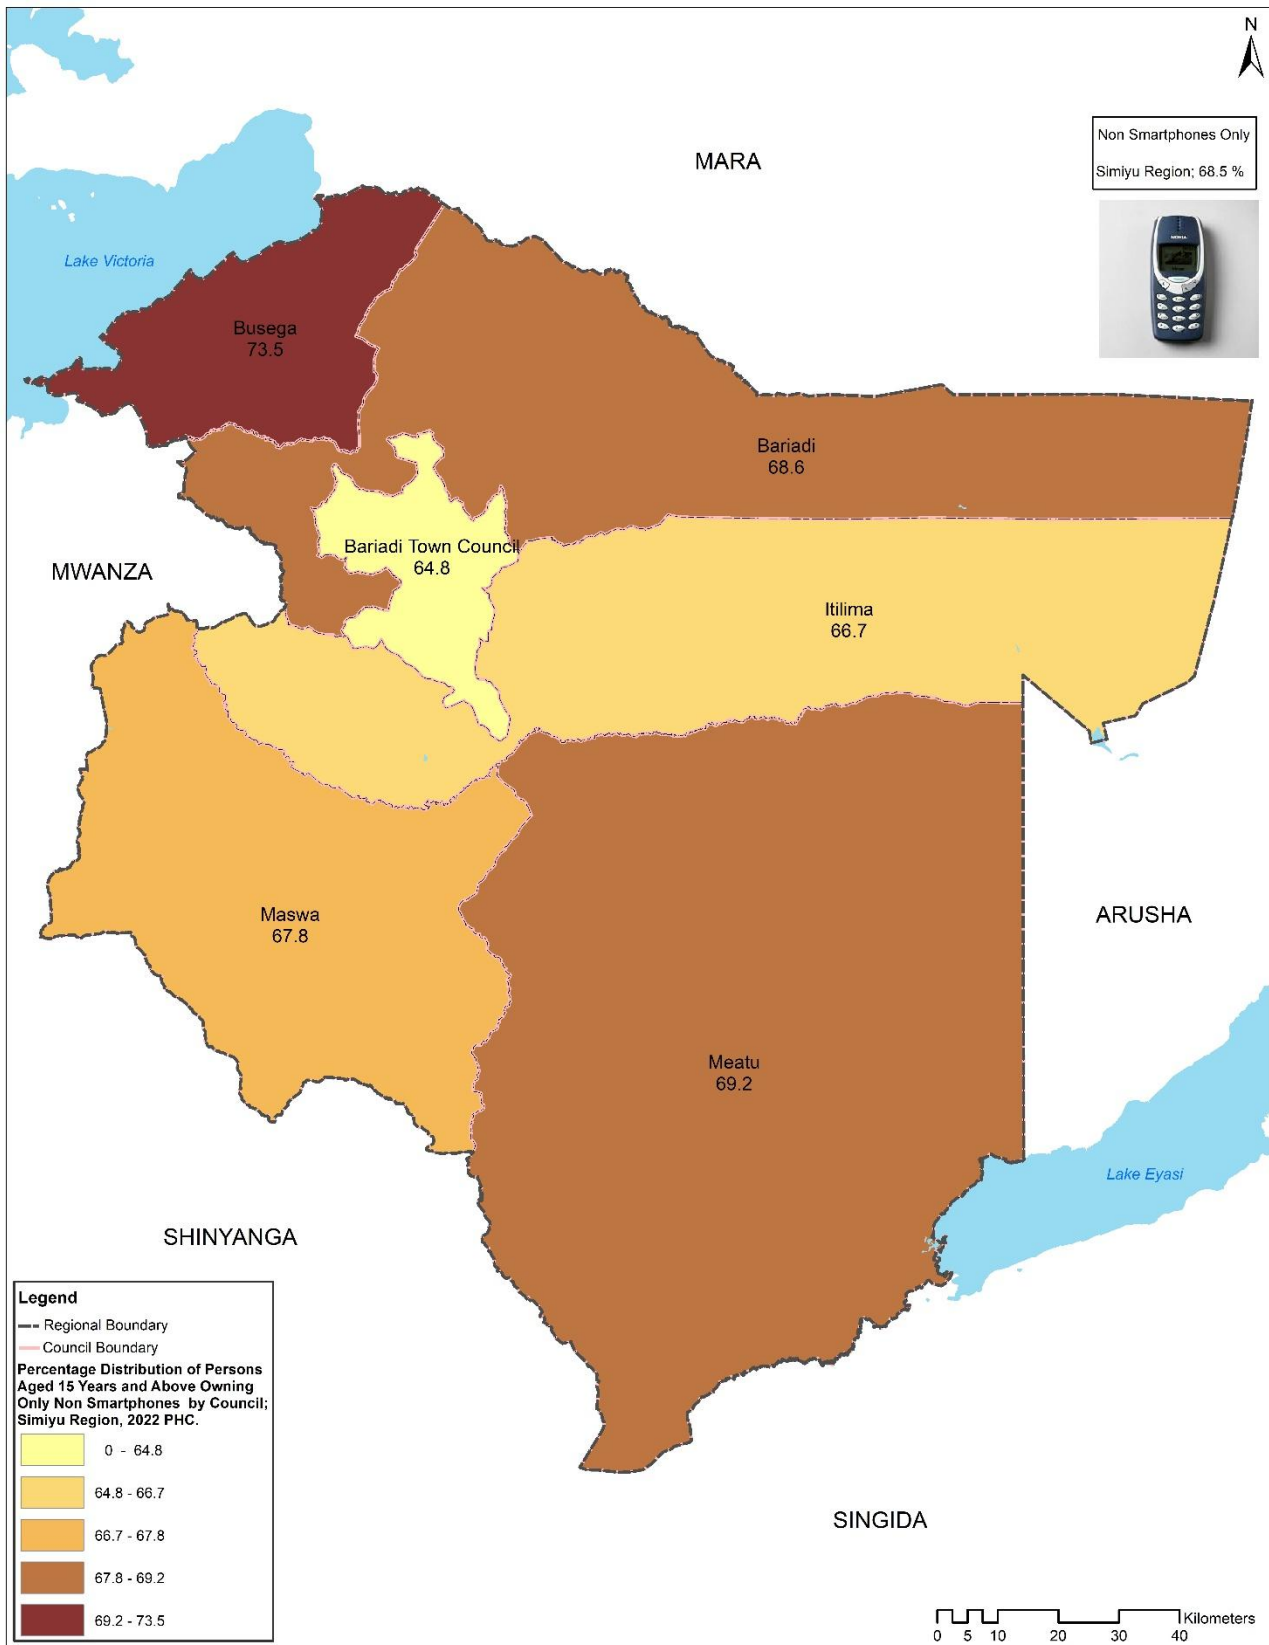 N
MARA
Non Smartphones Only
Simiyu Region; 68.5 %
NOKIA
Lake Victoria
Busega
73.5
Bariadi
68.6
Bariadi Town Council
64.8
MWANZA
Itilima
66.7
Maswa
67.8
ARUSHA
Meatu
69.2
Lake Eyasi
SHINYANGA
SINGIDA
Legend
Regional Boundary
Council Boundary
Percentage Distribution of Persons
Aged 15 Years and Above Owning
Only Non Smartphones by Council;
Simiyu Region, 2022 PHC.
0 - 64.8
64.8 - 66.7
66.7 - 67.8
67.8 - 69.2
69.2 - 73.5
Kilometers
0 5 10 20 30 40